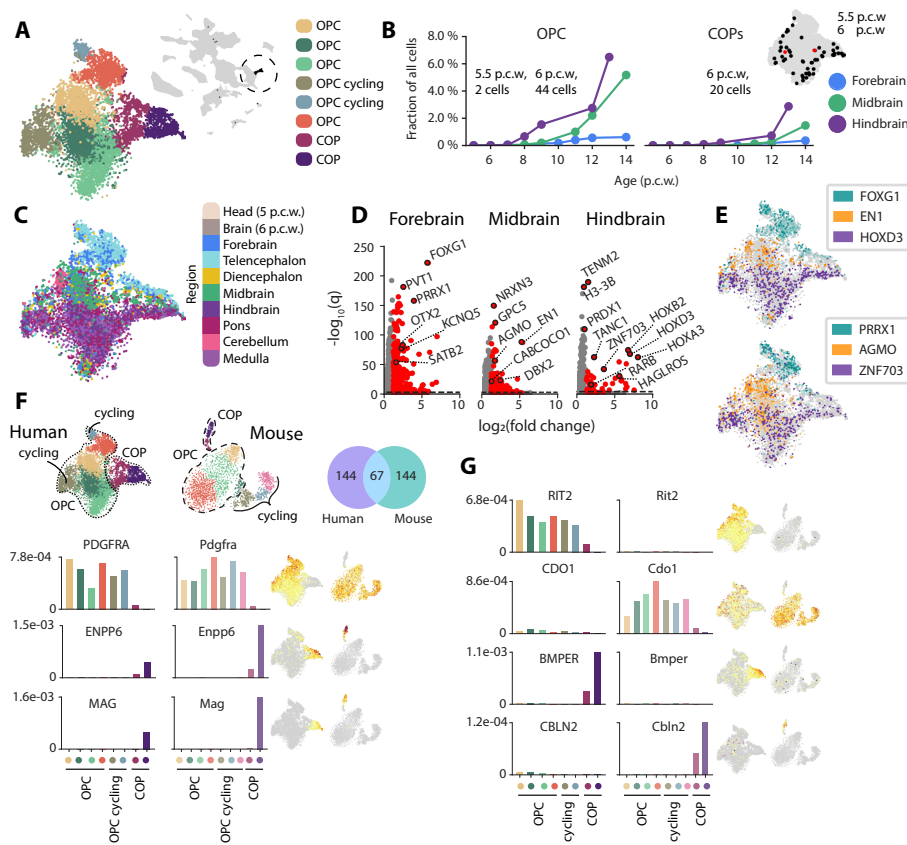 A
OPC
OPC
OPC
OPC cycling
OPC cycling
OPC
COP
COP
B
OPC
COPs
5.5 p.c.w
6 p.c.w
8.0 %
6.0 %
4.0 %
2.0 %
0 %
Fraction of all cells
5.5 p.c.w,
2 cells
6 p.c.w,
44 cells
6 p.c.w,
20 cells
Forebrain
Midbrain
Hindbrain
6 8 10 12 14
6 8 10 12 14
Age (p.c.w.)
C
Region
Head (5 p.c.w.)
Brain (6 p.c.w.)
Forebrain
Telencephalon
Diencephalon
Midbrain
Hindbrain
Pons
Cerebellum
Medulla
D
Forebrain
Midbrain
Hindbrain
250
200
150
100
50
0
-log10(q)
FOXG1
PVT1
PRRX1
OTX2
KCNQ5
SATB2
NRXN3
GPC5
AGMO
EN1
CABCOCO1
DBX2
TENM2
H3-3B
PRDX1
TANC1
ZNF703
HOXB2
HOXD3
HOXA3
RARB
HAGLROS
0 5 10
0 5
0 5 10
log2(fold change)
E
FOXG1
EN1
HOXD3
PRRX1
AGMO
ZNF703
F
Human
cycling
cycling
COP
OPC
Mouse
COP
OPC
cycling
144
67
144
Human
Mouse
7.8e-04
0
PDGFRA
Pdgfra
1.5e-03
0
ENPP6
Enpp6
1.6e-03
0
MAG
Mag
OPC
OPC cycling
COP
OPC
OPC cycling
COP
G
6.8e-04
0
RIT2
Rit2
8.6e-04
0
CDO1
Cdo1
1.1e-03
0
BMPER
Bmper
1.2e-04
0
CBLN2
Cbln2
OPC
cycling
COP
OPC
cycling
COP